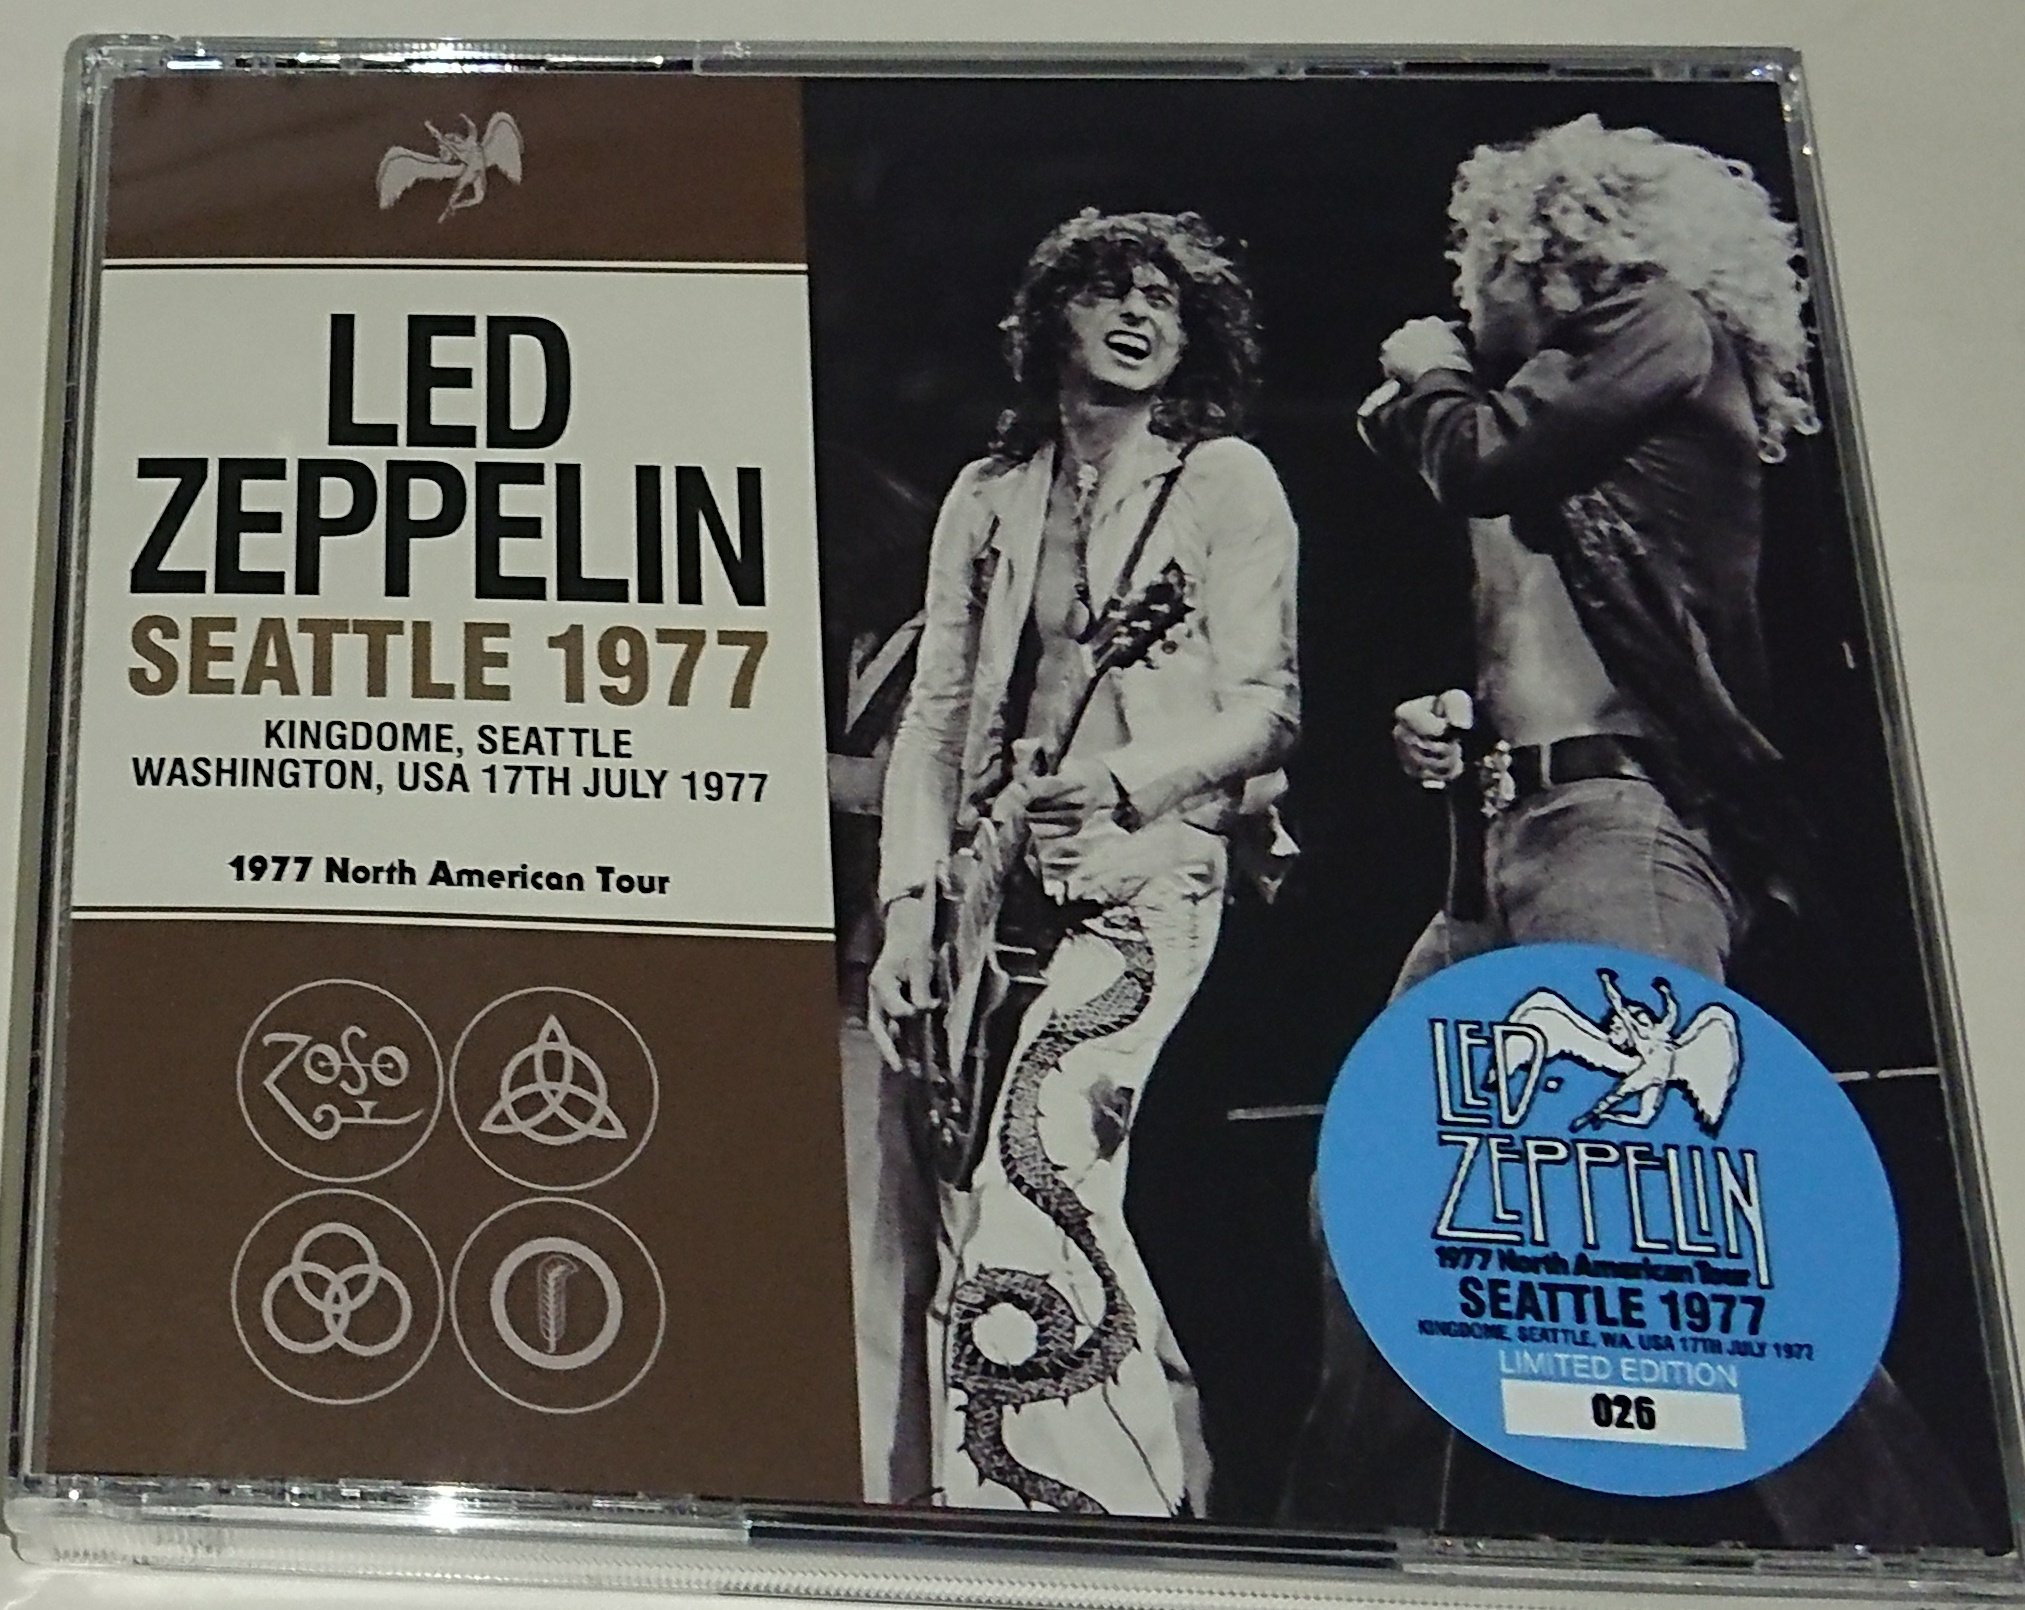 LED
ZEPPELIN
SEATTLE 1977
KINGDOME, SEATTLE
WASHINGTON, USA 17TH JULY 1977
1977 North American Tour
ZOSO
LED
ZEPPELIN
1977 North American Tour
SEATTLE 1977
KINGDOME, SEATTLE, WA. USA 17TH JULY 1977
LIMITED EDITION
026